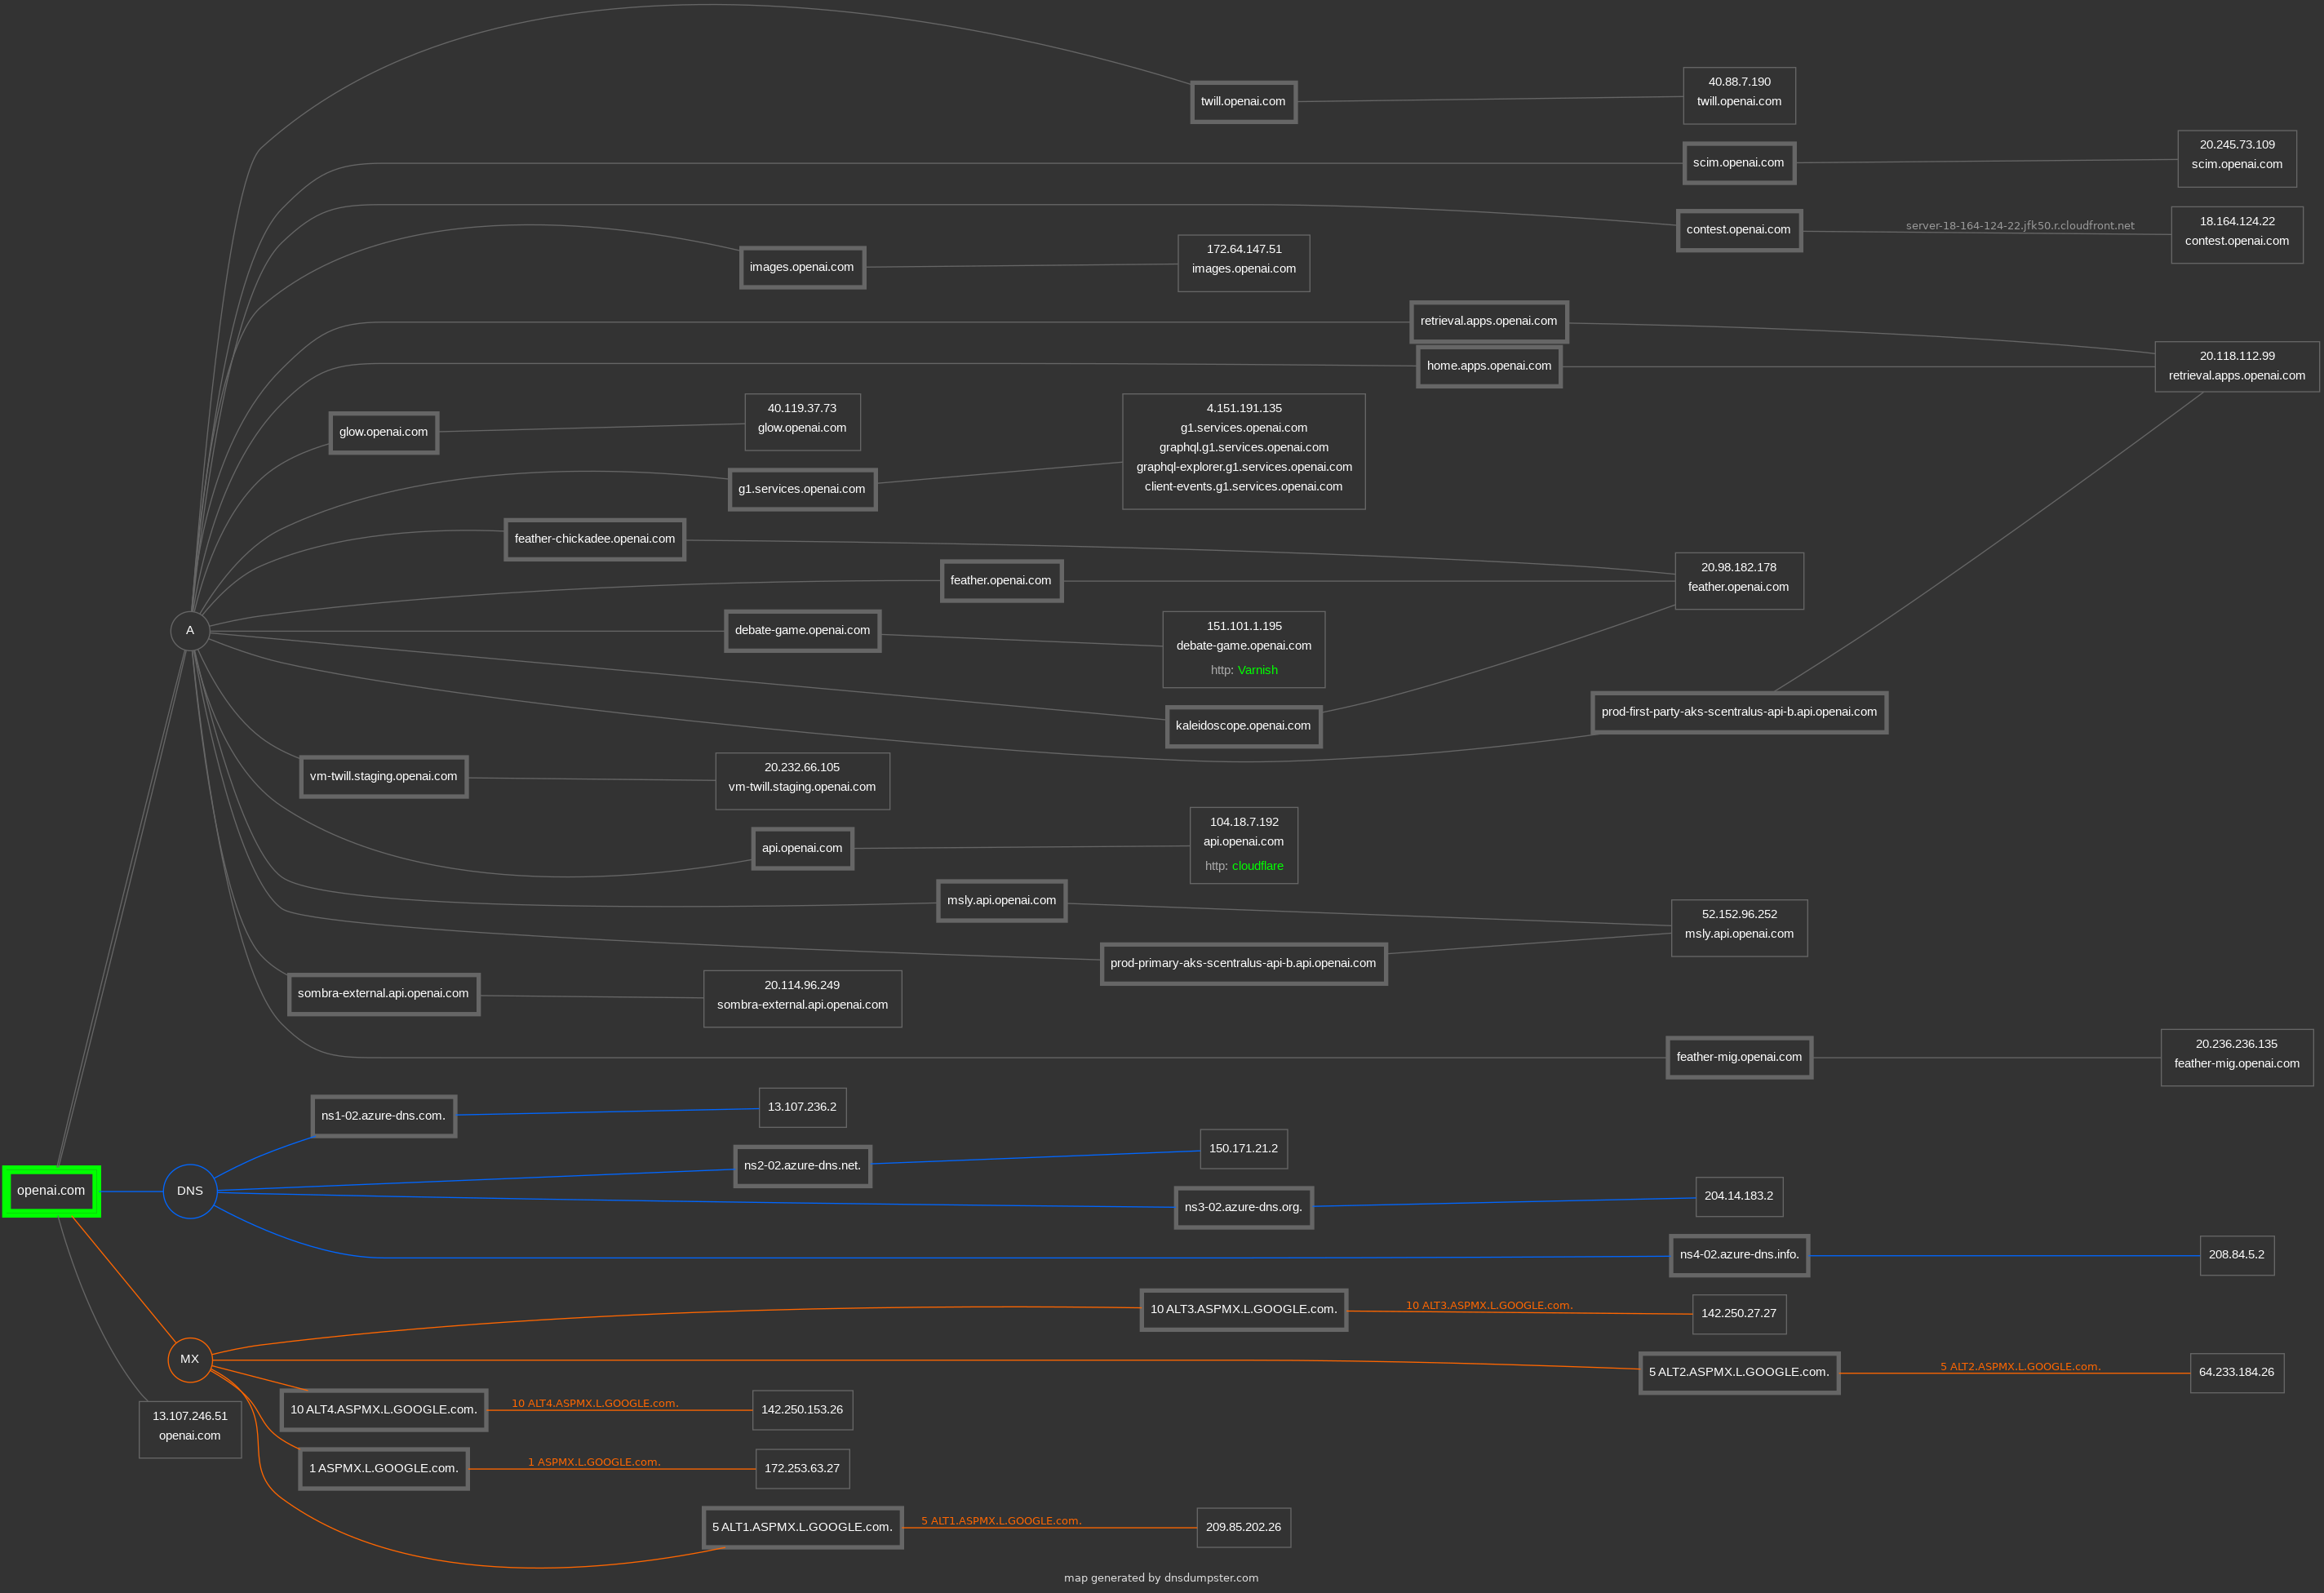 twill.openai.com
40.88.7.190
twill.openai.com
scim.openai.com
20.245.73.109
scim.openai.com
contest.openai.com
server-18-164-124-22.jfk50.r.cloudfront.net
18.164.124.22
contest.openai.com
images.openai.com
172.64.147.51
images.openai.com
retrieval.apps.openai.com
home.apps.openai.com
20.118.112.99
retrieval.apps.openai.com
glow.openai.com
40.119.37.73
glow.openai.com
g1.services.openai.com
4.151.191.135
g1.services.openai.com
graphql.g1.services.openai.com
graphql-explorer.g1.services.openai.com
client-events.g1.services.openai.com
feather-chickadee.openai.com
feather.openai.com
20.98.182.178
feather.openai.com
A
debate-game.openai.com
151.101.1.195
debate-game.openai.com
http: Varnish
kaleidoscope.openai.com
prod-first-party-aks-scentralus-api-b.api.openai.com
vm-twill.staging.openai.com
20.232.66.105
vm-twill.staging.openai.com
api.openai.com
104.18.7.192
api.openai.com
http: cloudflare
msly.api.openai.com
52.152.96.252
msly.api.openai.com
prod-primary-aks-scentralus-api-b.api.openai.com
sombra-external.api.openai.com
20.114.96.249
sombra-external.api.openai.com
feather-mig.openai.com
20.236.236.135
feather-mig.openai.com
ns1-02.azure-dns.com.
13.107.236.2
openai.com
DNS
ns2-02.azure-dns.net.
150.171.21.2
ns3-02.azure-dns.org.
204.14.183.2
ns4-02.azure-dns.info.
208.84.5.2
MX
10 ALT3.ASPMX.L.GOOGLE.com.
10 ALT3.ASPMX.L.GOOGLE.com.
142.250.27.27
5 ALT2.ASPMX.L.GOOGLE.com.
5 ALT2.ASPMX.L.GOOGLE.com.
64.233.184.26
13.107.246.51
openai.com
10 ALT4.ASPMX.L.GOOGLE.com.
10 ALT4.ASPMX.L.GOOGLE.com.
142.250.153.26
1 ASPMX.L.GOOGLE.com.
1 ASPMX.L.GOOGLE.com.
172.253.63.27
5 ALT1.ASPMX.L.GOOGLE.com.
5 ALT1.ASPMX.L.GOOGLE.com.
209.85.202.26
map generated by dnsdumpster.com